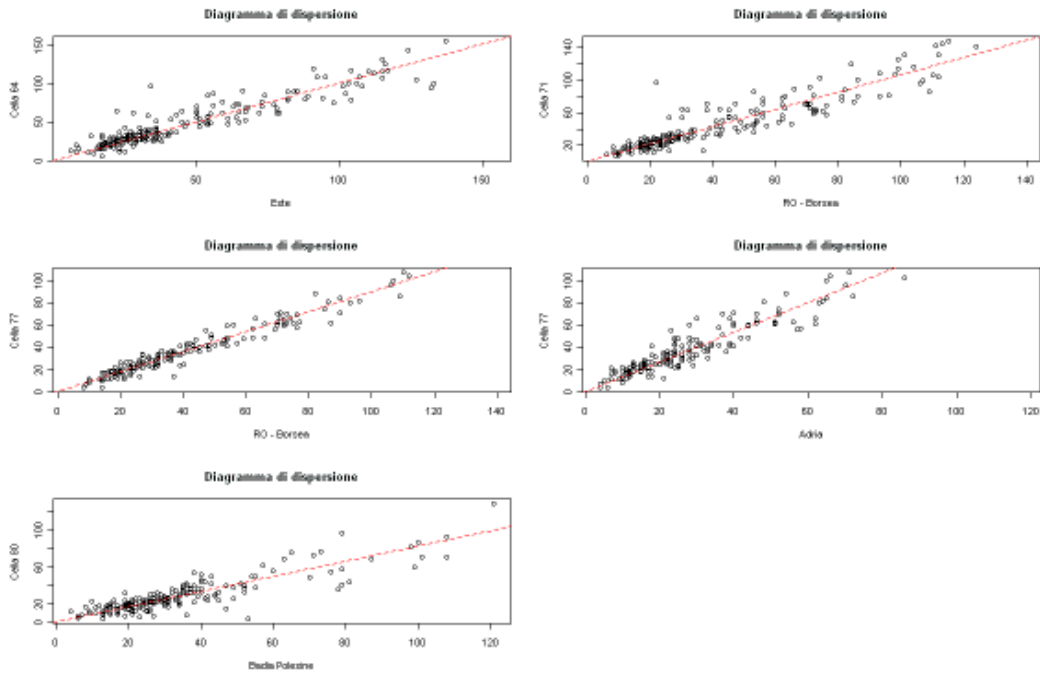 Diagramma di dispersione
150
100
50
0
Cella 64
50 100 150
Este
Diagramma di dispersione
140
100
60
20
Cella 71
0 20 40 60 80 100 120 140
RO - Borsea
Diagramma di dispersione
100
80
60
40
20
0
Cella 77
0 20 40 60 80 100 120 140
RO - Borsea
Diagramma di dispersione
100
80
60
40
20
0
Cella 77
0 20 40 60 80 100 120
Adria
Diagramma di dispersione
100
60
20
0
Cella 80
0 20 40 60 80 100 120
Badia Polesine